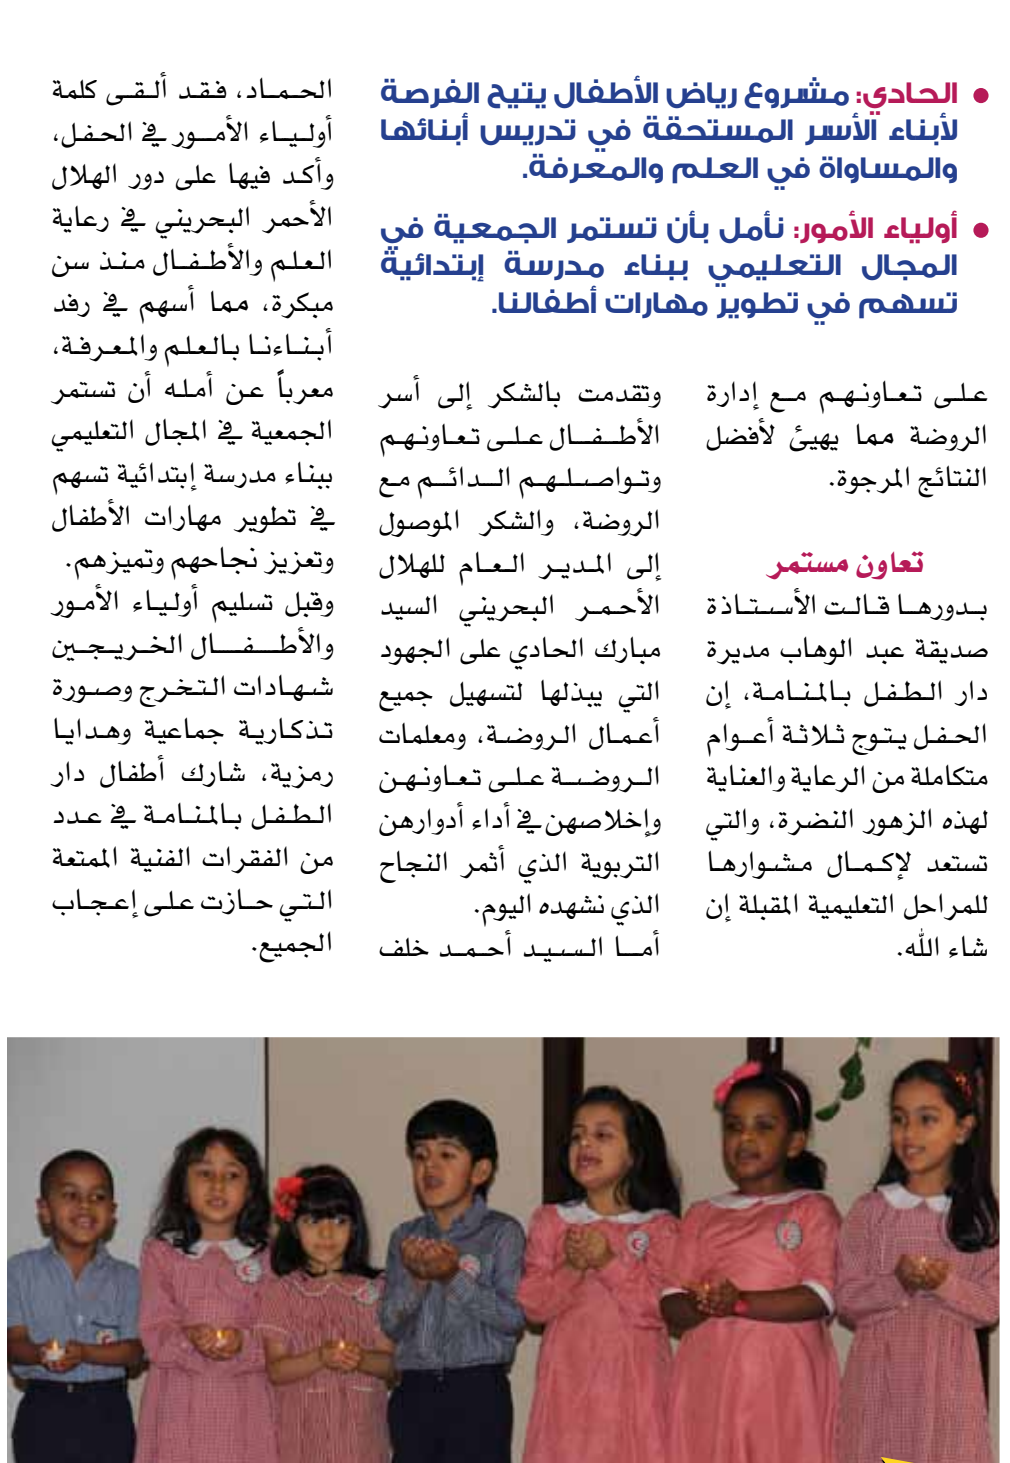 الحادي: مشروع رياض الأطفال يتيح الفرصة
لأبناء الأسر المستحقة في تدريس أبنائها
والمساواة في العلم والمعرفة.
أولياء الأمور: نأمل بأن تستمر الجمعية في
المجال التعليمي ببناء مدرسة إبتدائية
تسهم في تطوير مهارات أطفالنا.
على تعاونهم مع إدارة
الروضة مما يهيئ لأفضل
النتائج المرجوة.
تعاون مستمر
بدورها قالت الأستاذة
صديقة عبد الوهاب مديرة
دار الطفل بالمنامة، إن
الحفل يتوج ثلاثة أعوام
متكاملة من الرعاية والعناية
لهذه الزهور النضرة، والتي
تستعد لإكمال مشوارها
للمراحل التعليمية المقبلة إن
شاء الله.
وتقدمت بالشكر إلى أسر
الأطفال على تعاونهم
وتواصلهم الدائم مع
الروضة، والشكر الموصول
إلى المدير العام للهلال
الأحمر البحريني السيد
مبارك الحادي على الجهود
التي يبذلها لتسهيل جميع
أعمال الروضة، ومعلمات
الروضة على تعاونهن
وإخلاصهن في أداء أدوارهن
التربوية الذي أثمر النجاح
الذي نشهده اليوم.
أما السيد أحمد خلف
الحماد، فقد ألقى كلمة
أولياء الأمور في الحفل،
وأكد فيها على دور الهلال
الأحمر البحريني في رعاية
العلم والأطفال منذ سن
مبكرة، مما أسهم في رفد
أبناءنا بالعلم والمعرفة،
معرباً عن أمله أن تستمر
الجمعية في المجال التعليمي
ببناء مدرسة إبتدائية تسهم
في تطوير مهارات الأطفال
وتعزيز نجاحهم وتميزهم.
وقبل تسليم أولياء الأمور
والأطفال الخريجين
شهادات التخرج وصورة
تذكارية جماعية وهدايا
رمزية، شارك أطفال دار
الطفل بالمنامة في عدد
من الفقرات الفنية الممتعة
التي حازت على إعجاب
الجميع.